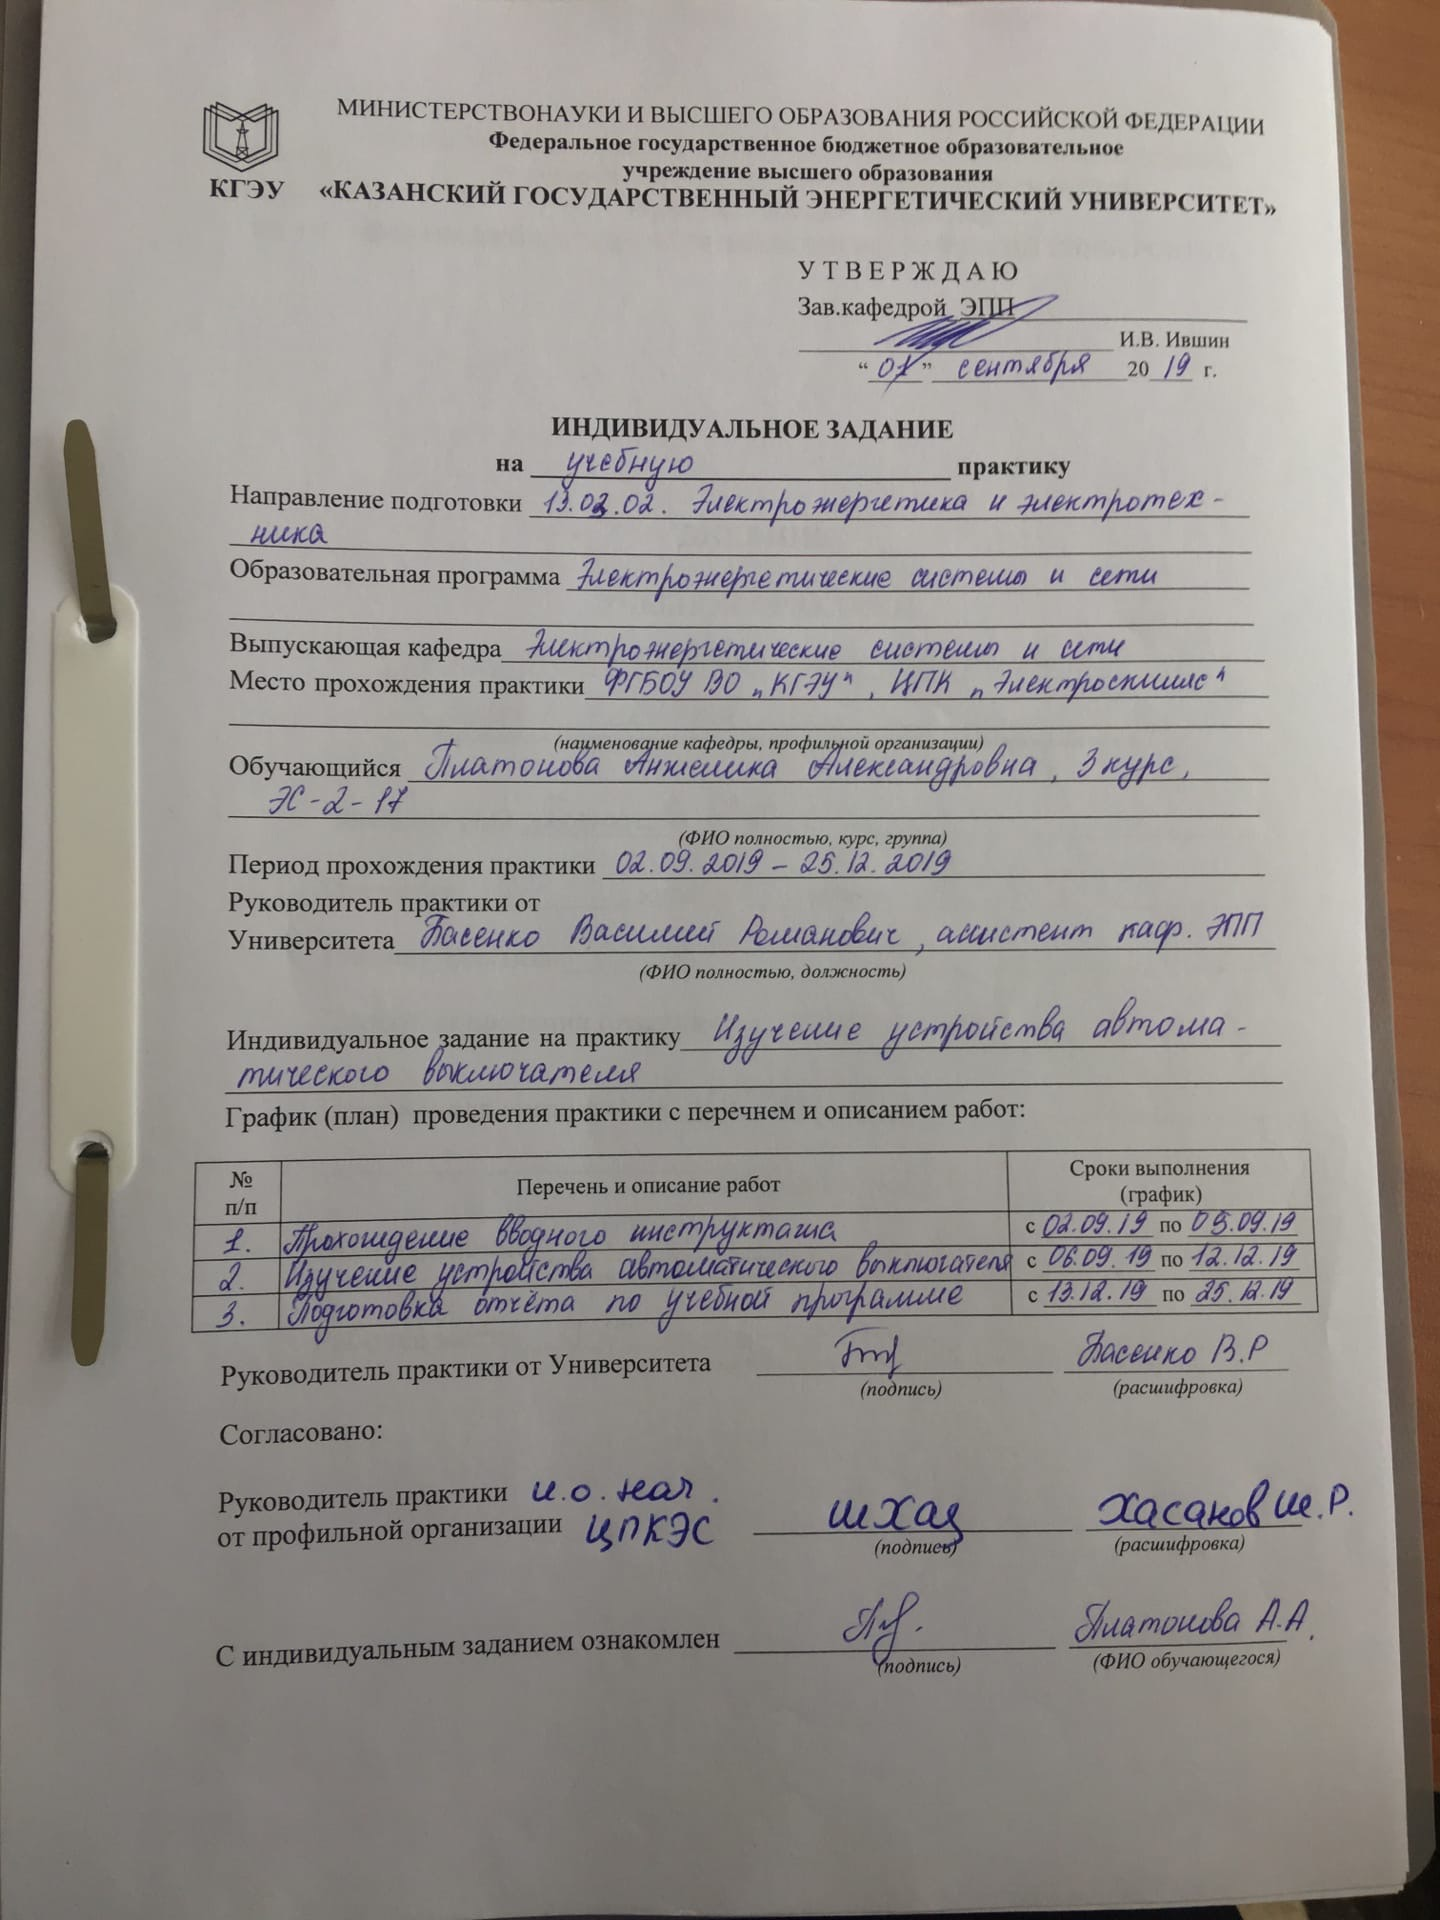 МИНИСТЕРСТВОНАУКИ И ВЫСШЕГО ОБРАЗОВАНИЯ РОССИЙСКОЙ ФЕДЕРАЦИИ
Федеральное государственное бюджетное образовательное
учреждение высшего образования
КГЭУ «КАЗАНСКИЙ ГОСУДАРСТВЕННЫЙ ЭНЕРГЕТИЧЕСКИЙ УНИВЕРСИТЕТ»
У Т В Е Р Ж Д А Ю
Зав.кафедрой ЭПП
И.В. Ившин
“ 02 ” сентября 20 19 г.
ИНДИВИДУАЛЬНОЕ ЗАДАНИЕ
на учебную практику
Направление подготовки 13.03.02. Электроэнергетика и электротех-
ника
Образовательная программа Электроэнергетические системы и сети
Выпускающая кафедра Электроэнергетические системы и сети
Место прохождения практики ФГБОУ ВО „КГЭУ“, ЦПК „Электроскиллс“
(наименование кафедры, профильной организации)
Обучающийся Платонова Анжелика Александровна, 3 курс,
ЭС-2-17
(ФИО полностью, курс, группа)
Период прохождения практики 02.09.2019 – 25.12.2019
Руководитель практики от
Университета Басенко Василий Романович, ассистент каф. ЭПП
(ФИО полностью, должность)
Индивидуальное задание на практику Изучение устройства автома-
тического выключателя
График (план) проведения практики с перечнем и описанием работ:
№ п/п Перечень и описание работ Сроки выполнения (график)
1. Прохождение вводного инструктажа с 02.09.19 по 05.09.19
2. Изучение устройства автоматического выключателя с 06.09.19 по 12.12.19
3. Подготовка отчёта по учебной программе с 13.12.19 по 25.12.19
Руководитель практики от Университета Басенко В.Р
(подпись) (расшифровка)
Согласовано:
Руководитель практики и.о. нач.
от профильной организации ЦПКЭС Хасанов Ш.Р.
(подпись) (расшифровка)
С индивидуальным заданием ознакомлен Платонова А.А.
(подпись) (ФИО обучающегося)